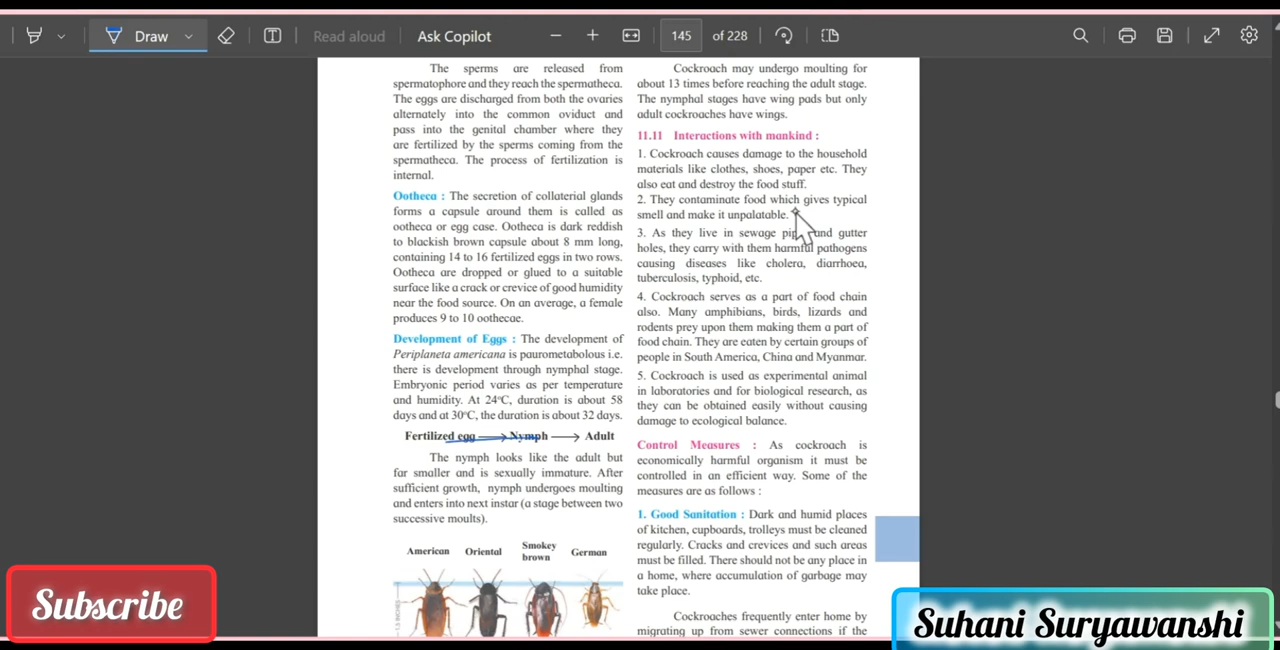 Draw
Read aloud
Ask Copilot
145 of 228
The sperms are released from
spermatophore and they reach the spermatheca.
The eggs are discharged from both the ovaries
alternately into the common oviduct and
pass into the genital chamber where they
are fertilized by the sperms coming from the
spermatheca. The process of fertilization is
internal.
Ootheca : The secretion of collaterial glands
forms a capsule around them is called as
ootheca or egg case. Ootheca is dark reddish
to blackish brown capsule about 8 mm long,
containing 14 to 16 fertilized eggs in two rows.
Ootheca are dropped or glued to a suitable
surface like a crack or crevice of good humidity
near the food source. On an average, a female
produces 9 to 10 oothecae.
Development of Eggs : The development of
Periplaneta americana is paurometabolous i.e.
there is development through nymphal stage.
Embryonic period varies as per temperature
and humidity. At 24°C, duration is about 58
days and at 30°C, the duration is about 32 days.
Fertilized egg → Nymph → Adult
The nymph looks like the adult but
far smaller and is sexually immature. After
sufficient growth, nymph undergoes moulting
and enters into next instar (a stage between two
successive moults).
American Oriental Smokey brown German
Cockroach may undergo moulting for
about 13 times before reaching the adult stage.
The nymphal stages have wing pads but only
adult cockroaches have wings.
11.11 Interactions with mankind :
1. Cockroach causes damage to the household
materials like clothes, shoes, paper etc. They
also eat and destroy the food stuff.
2. They contaminate food which gives typical
smell and make it unpalatable.
3. As they live in sewage and gutter
holes, they carry with them harmful pathogens
causing diseases like cholera, diarrhoea,
tuberculosis, typhoid, etc.
4. Cockroach serves as a part of food chain
also. Many amphibians, birds, lizards and
rodents prey upon them making them a part of
food chain. They are eaten by certain groups of
people in South America, China and Myanmar.
5. Cockroach is used as experimental animal
in laboratories and for biological research, as
they can be obtained easily without causing
damage to ecological balance.
Control Measures : As cockroach is
economically harmful organism it must be
controlled in an efficient way. Some of the
measures are as follows :
1. Good Sanitation : Dark and humid places
of kitchen, cupboards, trolleys must be cleaned
regularly. Cracks and crevices and such areas
must be filled. There should not be any place in
a home, where accumulation of garbage may
take place.
Cockroaches frequently enter home by
migrating up from sewer connections if the
Subscribe
Suhani Suryawanshi